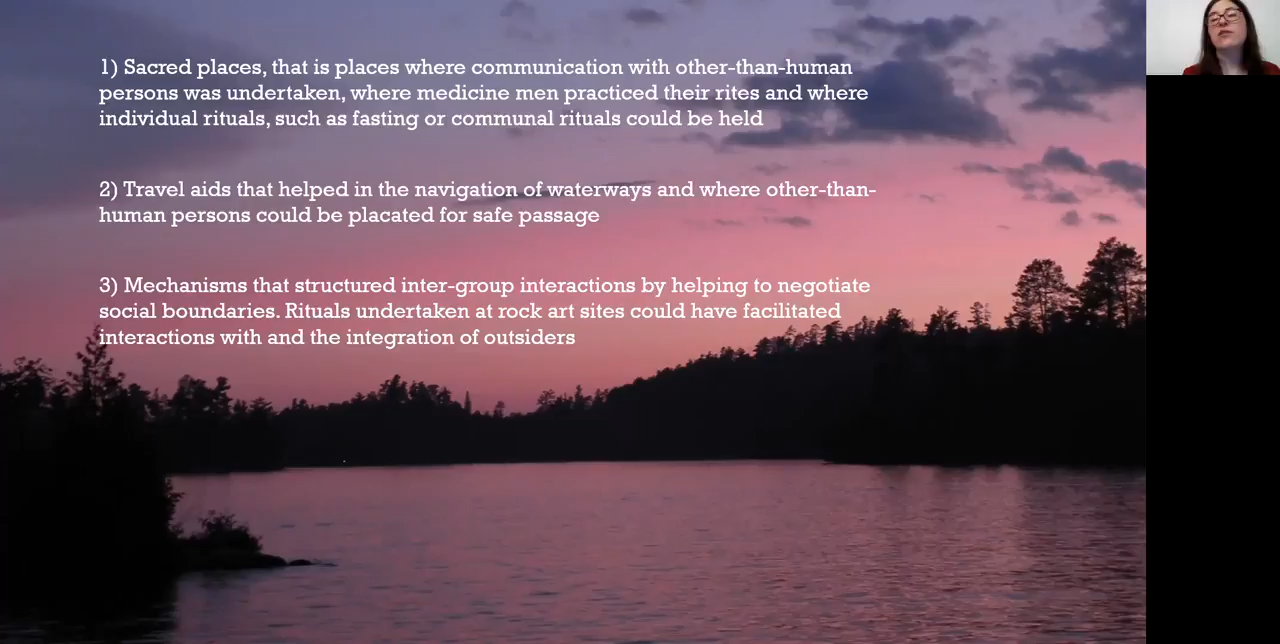 1) Sacred places, that is places where communication with other-than-human
persons was undertaken, where medicine men practiced their rites and where
individual rituals, such as fasting or communal rituals could be held
2) Travel aids that helped in the navigation of waterways and where other-than-
human persons could be placated for safe passage
3) Mechanisms that structured inter-group interactions by helping to negotiate
social boundaries. Rituals undertaken at rock art sites could have facilitated
interactions with and the integration of outsiders